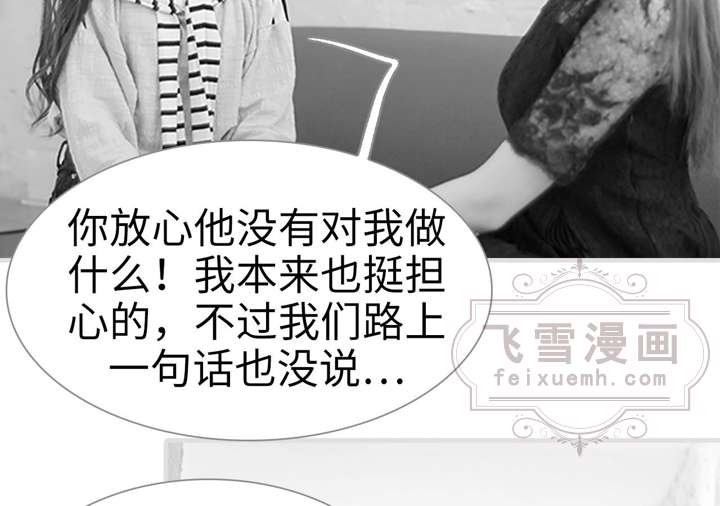 你放心他没有对我做
什么！我本来也挺担
心的，不过我们路上
一句话也没说…
飞雪漫画
feixuemh.com